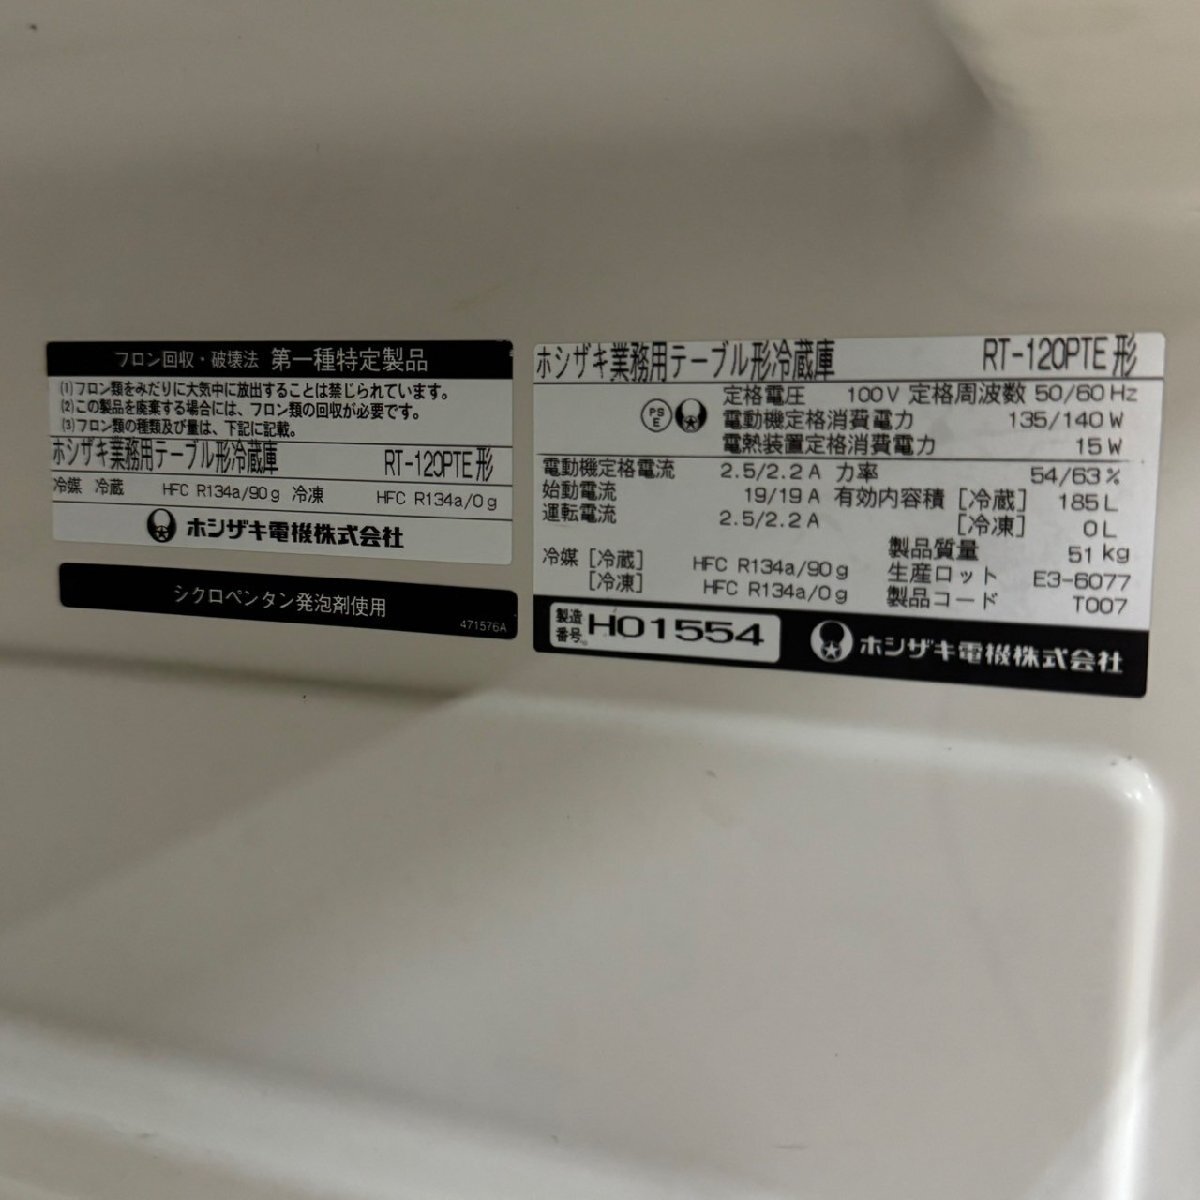 フロン回収・破壊法 第一種特定製品
(1)フロン類をみだりに大気中に放出することは禁じられています。
(2)この製品を廃棄する場合には、フロン類の回収が必要です。
(3)フロン類の種類及び量は、下記に記載。
ホシザキ業務用テーブル形冷蔵庫 RT-120PTE形
冷媒 冷蔵 HFC R134a/90g 冷凍 HFC R134a/0g
ホシザキ電機株式会社
シクロペンタン発泡剤使用
471576A
ホシザキ業務用テーブル形冷蔵庫 RT-120PTE形
PS E
定格電圧 100V 定格周波数 50/60Hz
電動機定格消費電力 135/140W
電熱装置定格消費電力 15W
電動機定格電流 2.5/2.2A 力率 54/63%
始動電流 19/19A 有効内容積 [冷蔵] 185L
運転電流 2.5/2.2A [冷凍] 0L
製品質量 51kg
冷媒 [冷蔵] HFC R134a/90g 生産ロット E3-6077
[冷凍] HFC R134a/0g 製品コード T007
製造番号。 H01554 ホシザキ電機株式会社